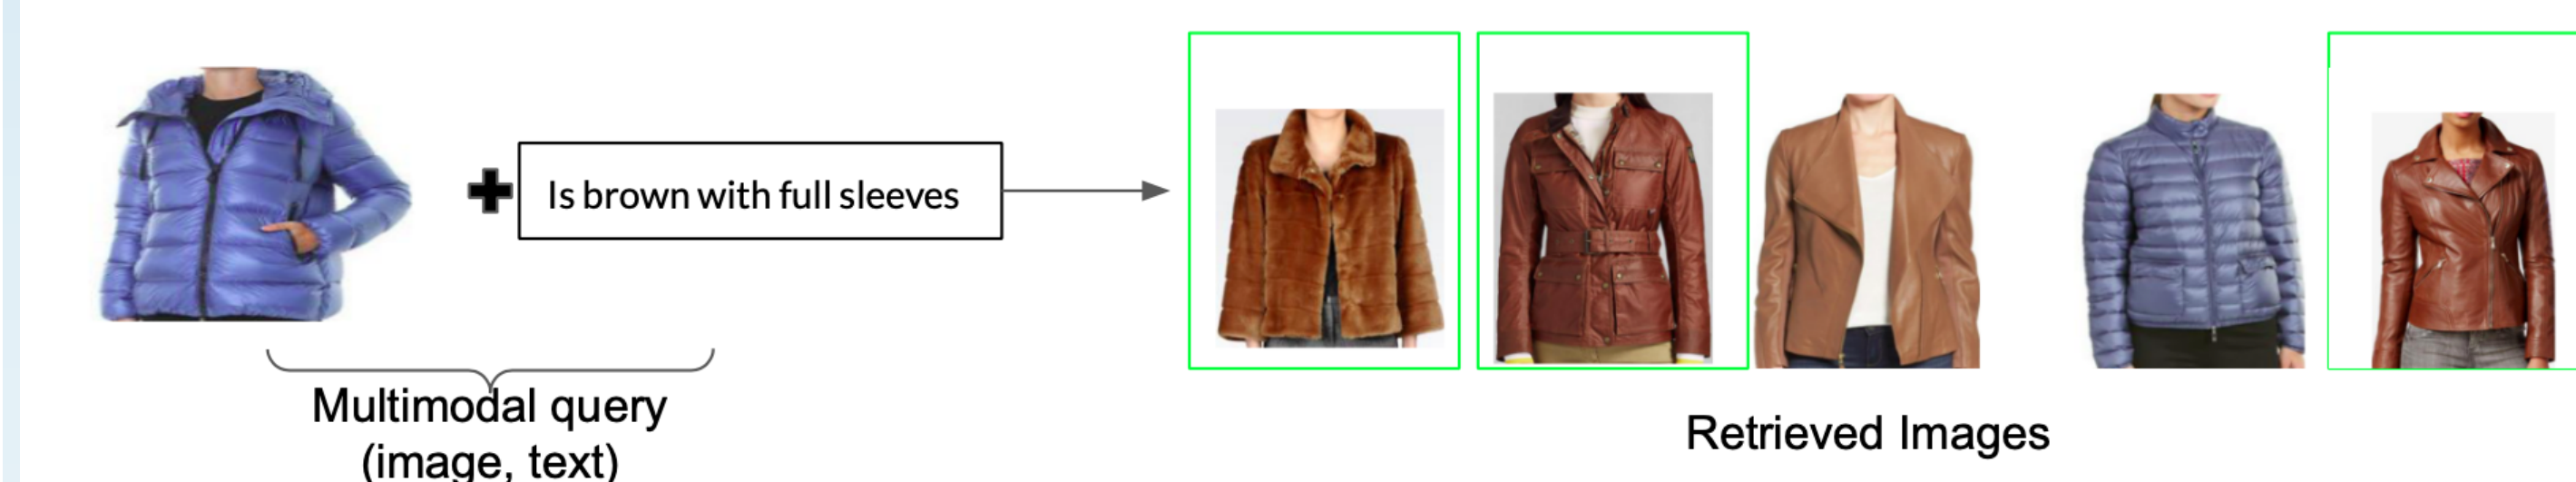 Is brown with full sleeves
Multimodal query
(image, text)
Retrieved Images